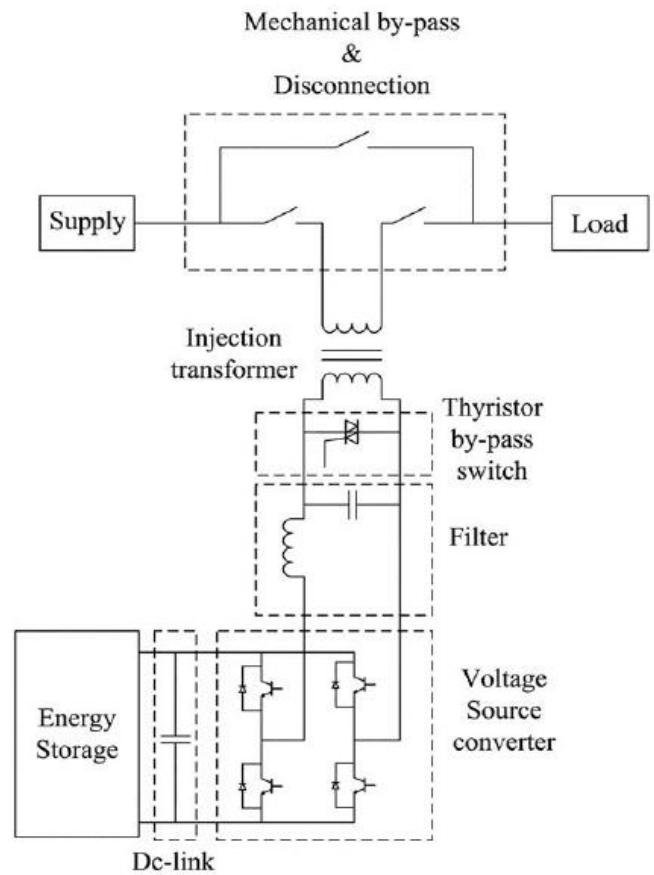 Mechanical by-pass
&
Disconnection
Supply
Load
Injection
transformer
Thyristor
by-pass
switch
Filter
Energy
Storage
Voltage
Source
converter
Dc-link